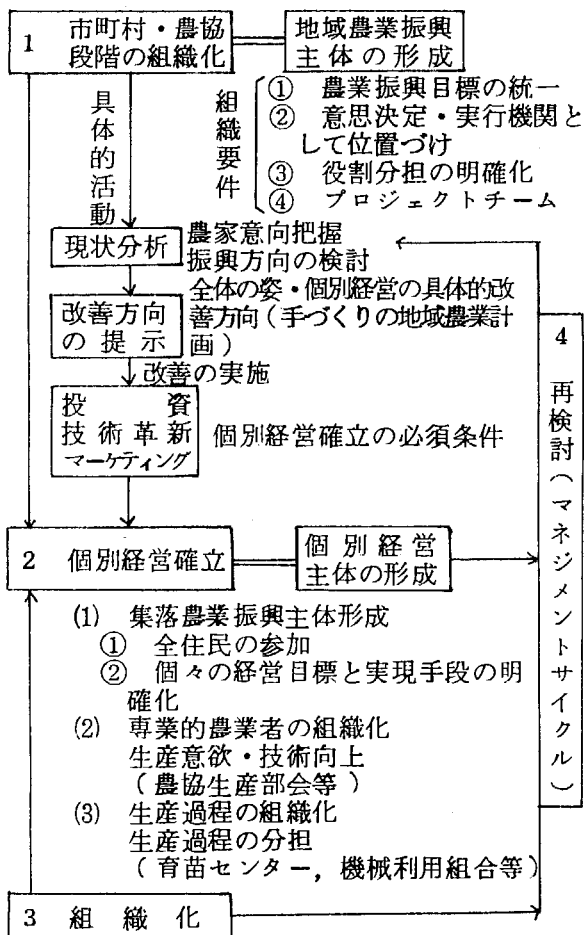 1 市町村・農協
段階の組織化
地域農業振興
主体の形成
具体的活動
組織要件
① 農業振興目標の統一
② 意思決定・実行機関と
して位置づけ
③ 役割分担の明確化
④ プロジェクトチーム
現状分析
農家意向把握
振興方向の検討
改善方向
の提示
全体の姿・個別経営の具体的改
善方向(手づくりの地域農業計
画)
改善の実施
投資
技術革新
マーケティング
個別経営確立の必須条件
4 再検討(マネジメントサイクル)
2 個別経営確立
個別経営
主体の形成
(1) 集落農業振興主体形成
① 全住民の参加
② 個々の経営目標と実現手段の明
確化
(2) 専業的農業者の組織化
生産意欲・技術向上
(農協生産部会等)
(3) 生産過程の組織化
生産過程の分担
(育苗センター,機械利用組合等)
3 組織化